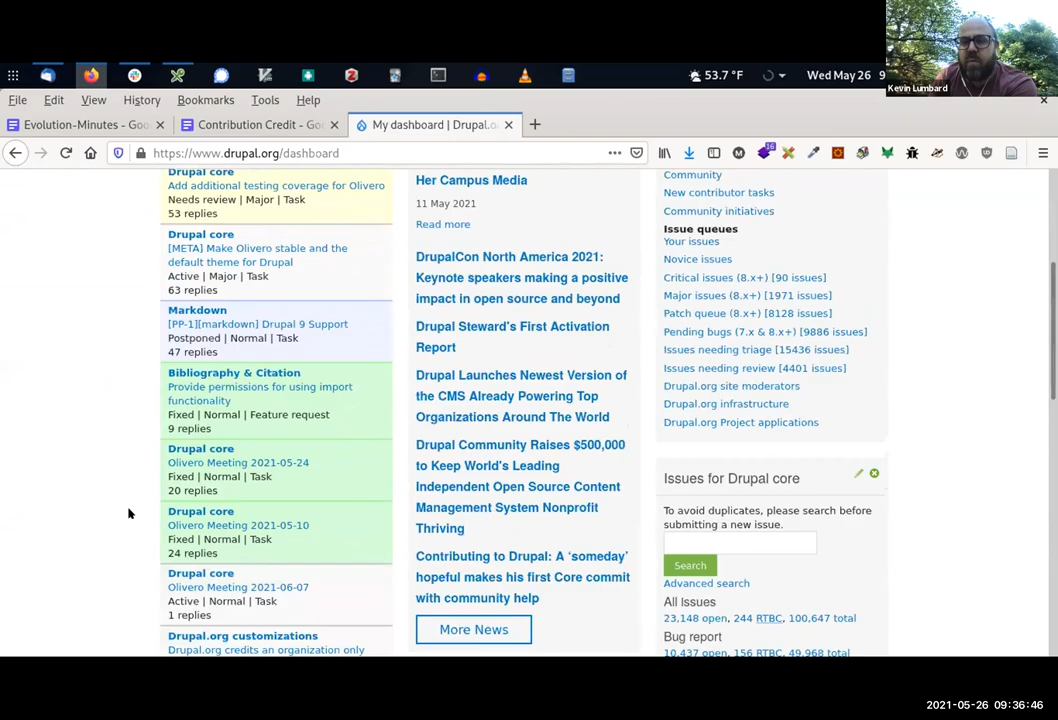 53.7 °F
Wed May 26 9
Kevin Lumbard
File Edit View History Bookmarks Tools Help
Evolution-Minutes - Goo
Contribution Credit - Goo
My dashboard | Drupal.o
https://www.drupal.org/dashboard
16
Drupal core
Add additional testing coverage for Olivero
Needs review | Major | Task
53 replies
Drupal core
[META] Make Olivero stable and the
default theme for Drupal
Active | Major | Task
63 replies
Markdown
[PP-1][markdown] Drupal 9 Support
Postponed | Normal | Task
47 replies
Bibliography & Citation
Provide permissions for using import
functionality
Fixed | Normal | Feature request
9 replies
Drupal core
Olivero Meeting 2021-05-24
Fixed | Normal | Task
20 replies
Drupal core
Olivero Meeting 2021-05-10
Fixed | Normal | Task
24 replies
Drupal core
Olivero Meeting 2021-06-07
Active | Normal | Task
1 replies
Drupal.org customizations
Drupal.org credits an organization only
Her Campus Media
11 May 2021
Read more
DrupalCon North America 2021:
Keynote speakers making a positive
impact in open source and beyond
Drupal Steward's First Activation
Report
Drupal Launches Newest Version of
the CMS Already Powering Top
Organizations Around The World
Drupal Community Raises $500,000
to Keep World's Leading
Independent Open Source Content
Management System Nonprofit
Thriving
Contributing to Drupal: A ‘someday’
hopeful makes his first Core commit
with community help
More News
Community
New contributor tasks
Community initiatives
Issue queues
Your issues
Novice issues
Critical issues (8.x+) [90 issues]
Major issues (8.x+) [1971 issues]
Patch queue (8.x+) [8128 issues]
Pending bugs (7.x & 8.x+) [9886 issues]
Issues needing triage [15436 issues]
Issues needing review [4401 issues]
Drupal.org site moderators
Drupal.org infrastructure
Drupal.org Project applications
Issues for Drupal core
To avoid duplicates, please search before
submitting a new issue.
Search
Advanced search
All issues
23,148 open, 244 RTBC, 100,647 total
Bug report
10,437 open, 156 RTBC, 49,968 total
2021-05-26 09:36:46